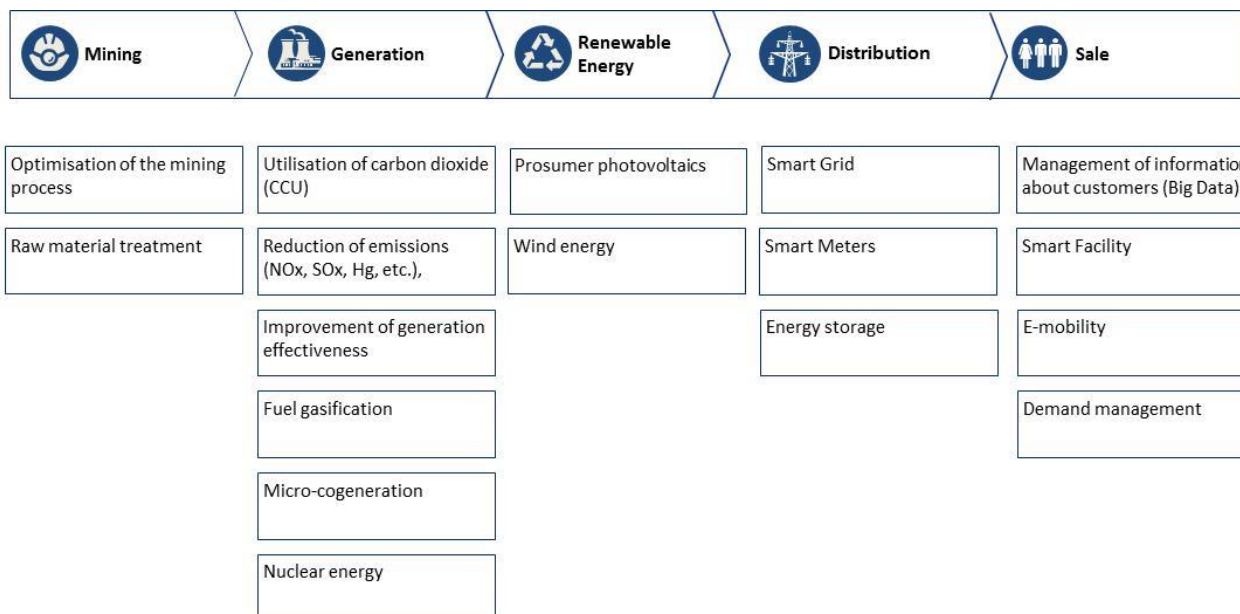 Mining
Generation
Renewable
Energy
Distribution
Sale
Optimisation of the mining
process
Raw material treatment
Utilisation of carbon dioxide
(CCU)
Reduction of emissions
(NOx, SOx, Hg, etc.),
Improvement of generation
effectiveness
Fuel gasification
Micro-cogeneration
Nuclear energy
Prosumer photovoltaics
Wind energy
Smart Grid
Smart Meters
Energy storage
Management of information
about customers (Big Data)
Smart Facility
E-mobility
Demand management